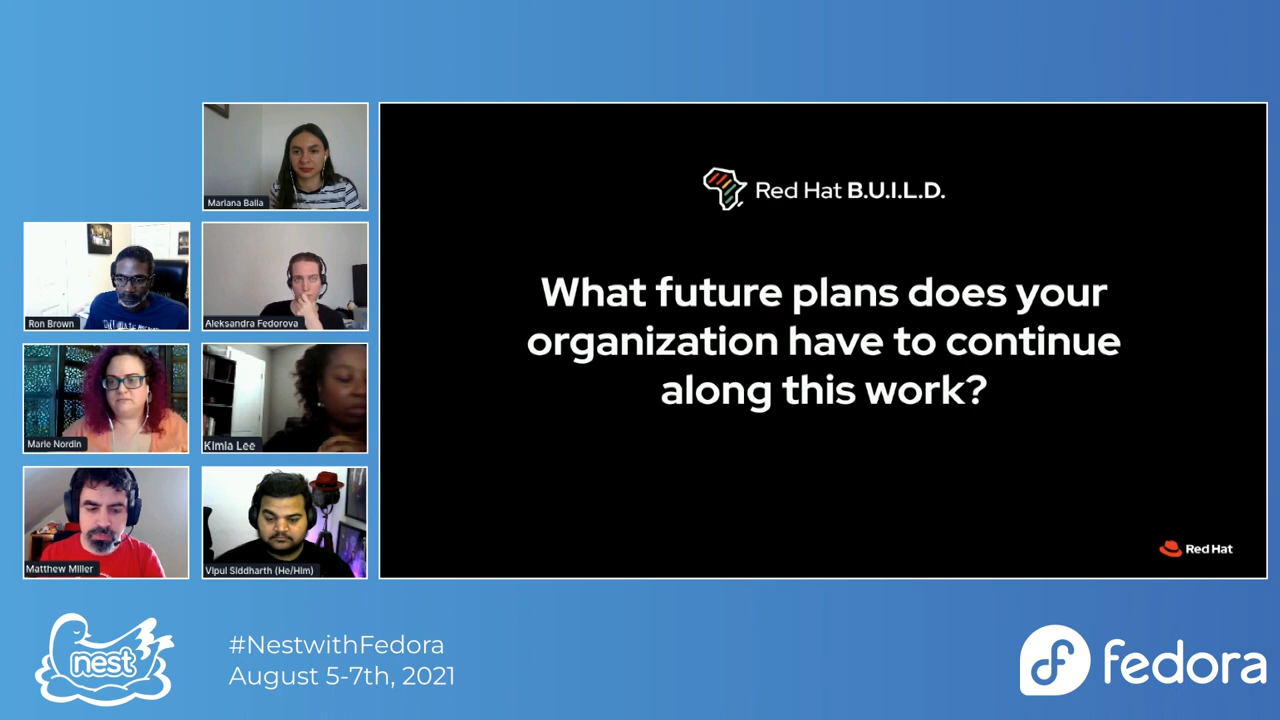 Mariana Balla
Ron Brown
Aleksandra Fedorova
Marie Nordin
Kimla Lee
Matthew Miller
Vipul Siddharth (He/Him)
Red Hat B.U.I.L.D.
What future plans does your
organization have to continue
along this work?
Red Hat
nest
#NestwithFedora
August 5-7th, 2021
fedora